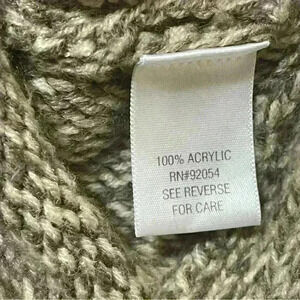 100% ACRYLIC
RN#92054
SEE REVERSE
FOR CARE